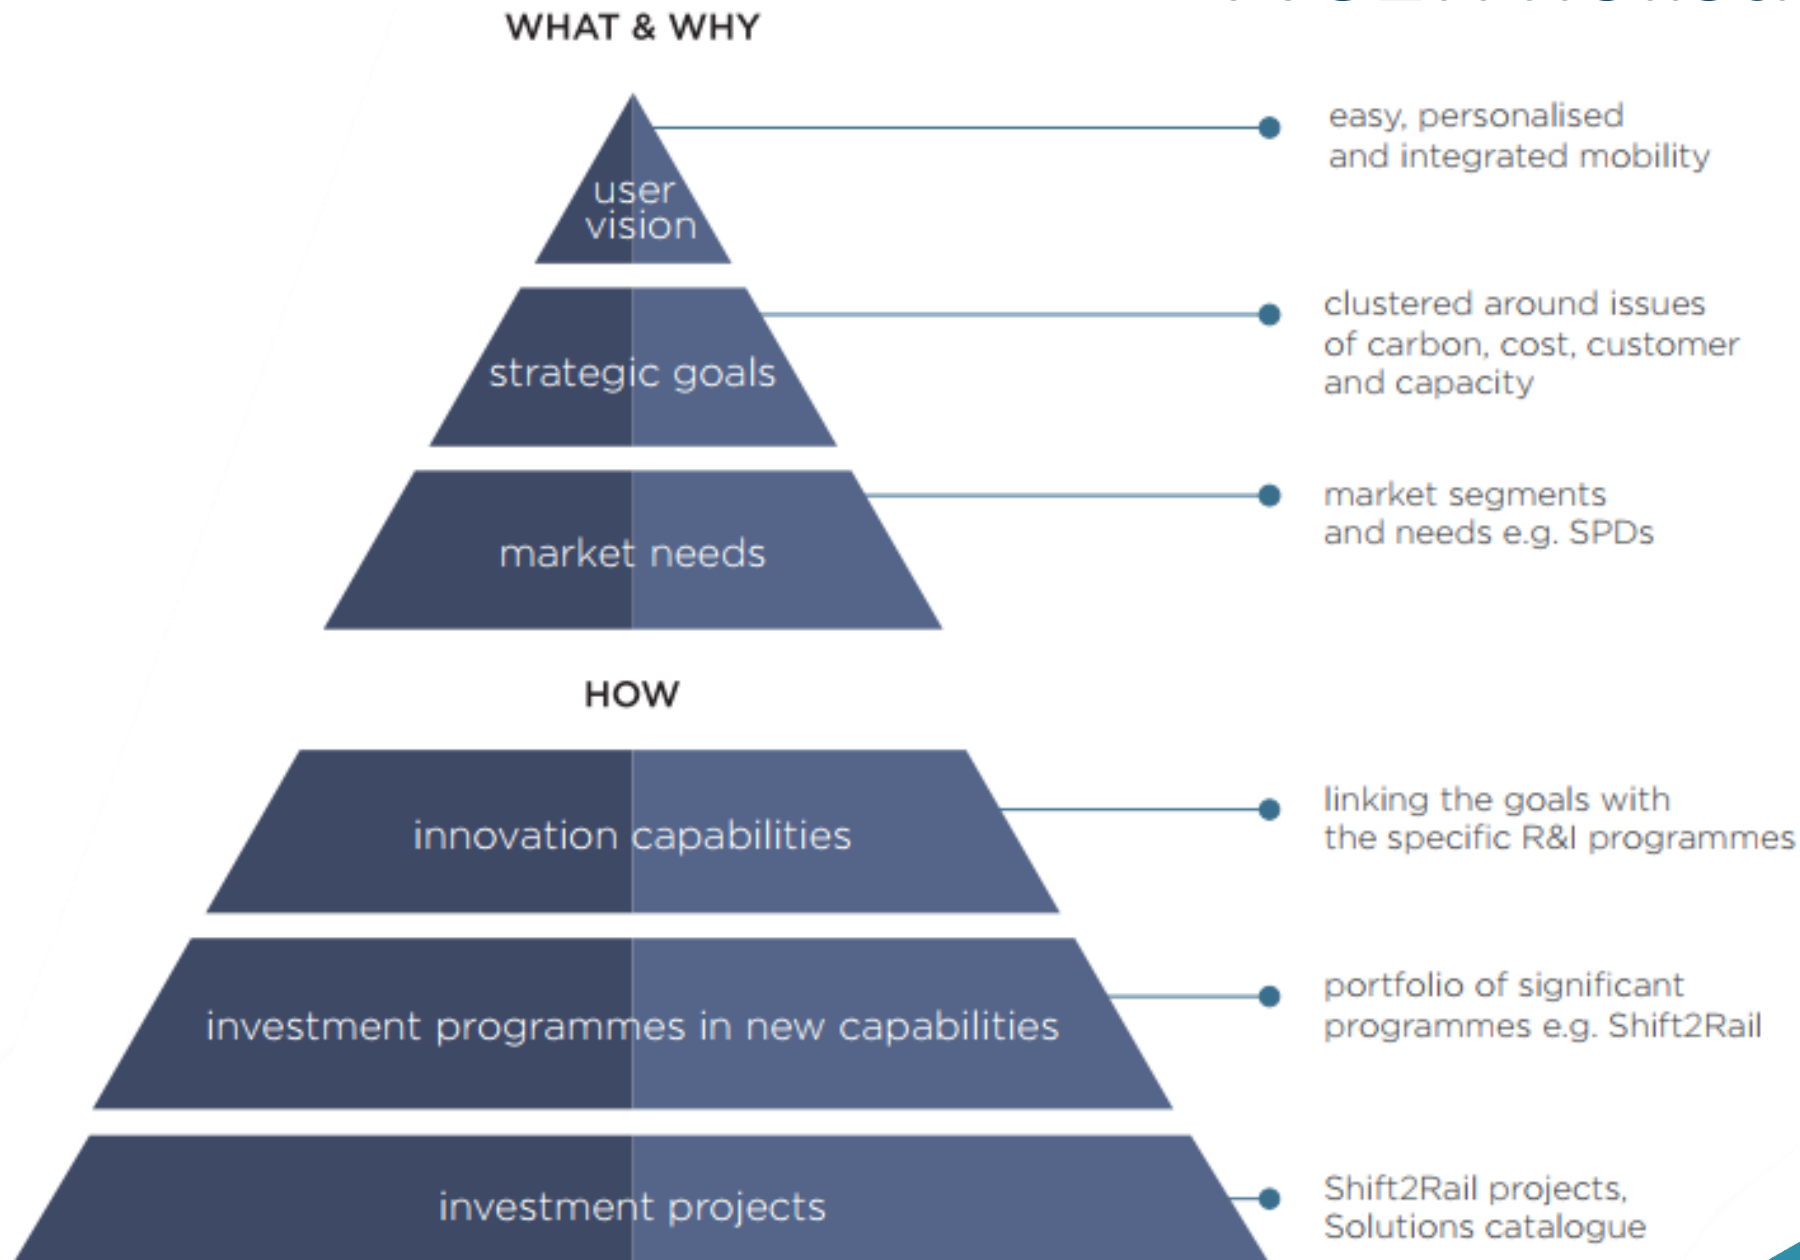 WHAT & WHY
user
vision
easy, personalised
and integrated mobility
strategic goals
clustered around issues
of carbon, cost, customer
and capacity
market needs
market segments
and needs e.g. SPDs
HOW
innovation capabilities
linking the goals with
the specific R&I programmes
investment programmes in new capabilities
portfolio of significant
programmes e.g. Shift2Rail
investment projects
Shift2Rail projects,
Solutions catalogue